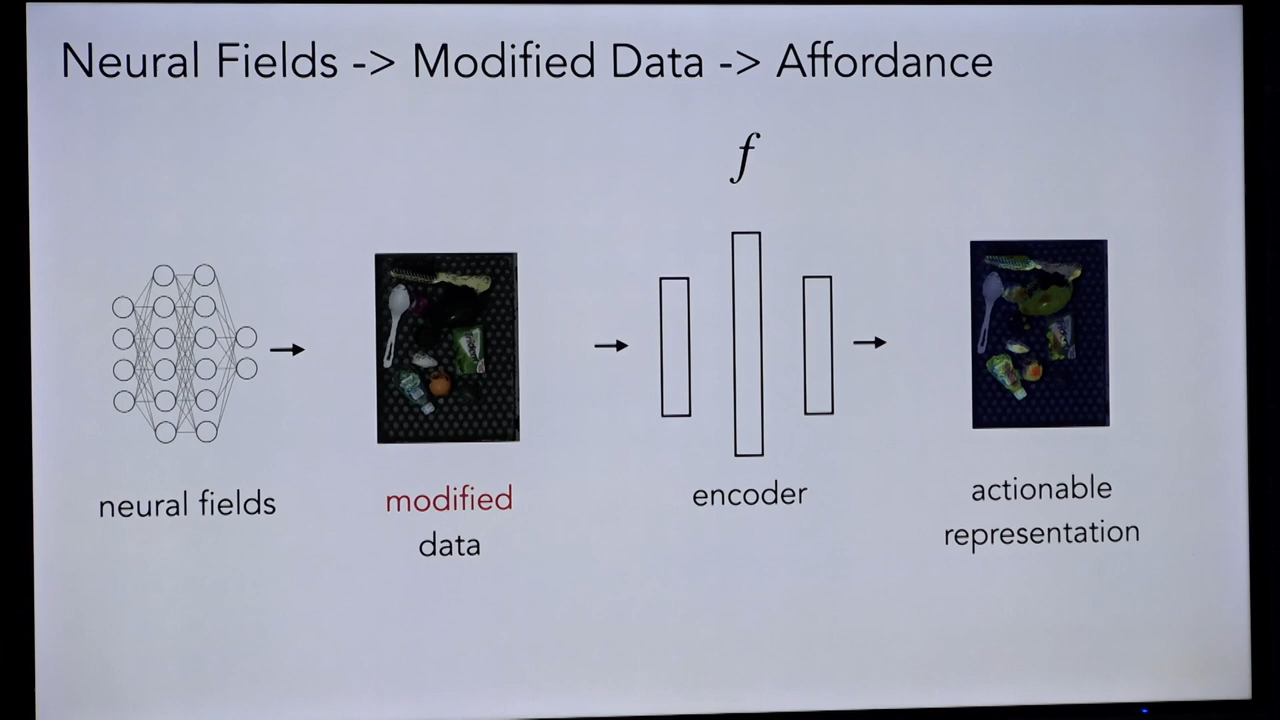 Neural Fields -> Modified Data -> Affordance
f
neural fields
modified
data
encoder
actionable
representation